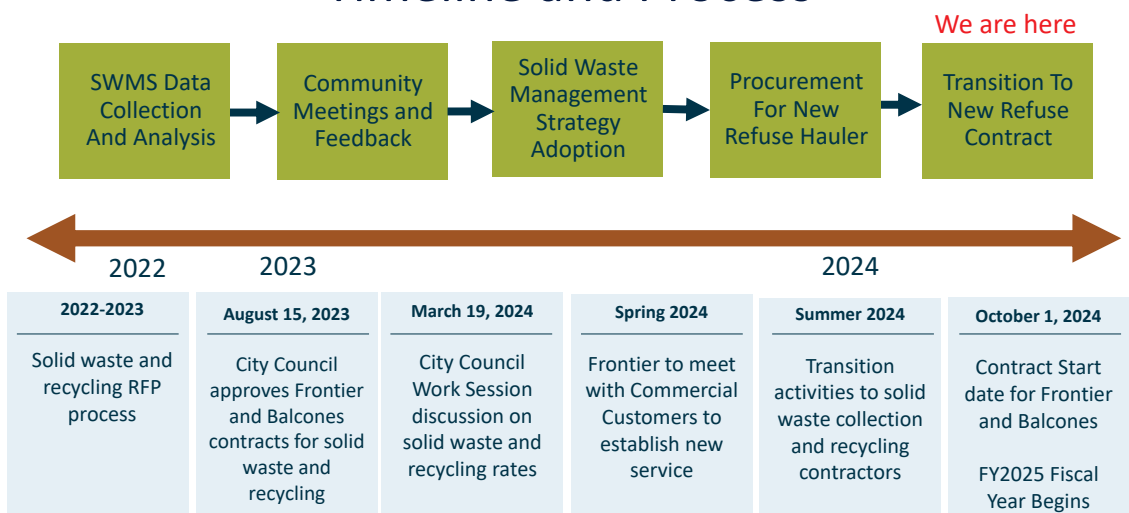 Timeline and Process
We are here
SWMS Data
Collection
And Analysis
Community
Meetings and
Feedback
Solid Waste
Management
Strategy
Adoption
Procurement
For New
Refuse Hauler
Transition To
New Refuse
Contract
2022
2023
2024
2022-2023
Solid waste and
recycling RFP
process
August 15, 2023
City Council
approves Frontier
and Balcones
contracts for solid
waste and
recycling
March 19, 2024
City Council
Work Session
discussion on
solid waste and
recycling rates
Spring 2024
Frontier to meet
with Commercial
Customers to
establish new
service
Summer 2024
Transition
activities to solid
waste collection
and recycling
contractors
October 1, 2024
Contract Start
date for Frontier
and Balcones
FY2025 Fiscal
Year Begins